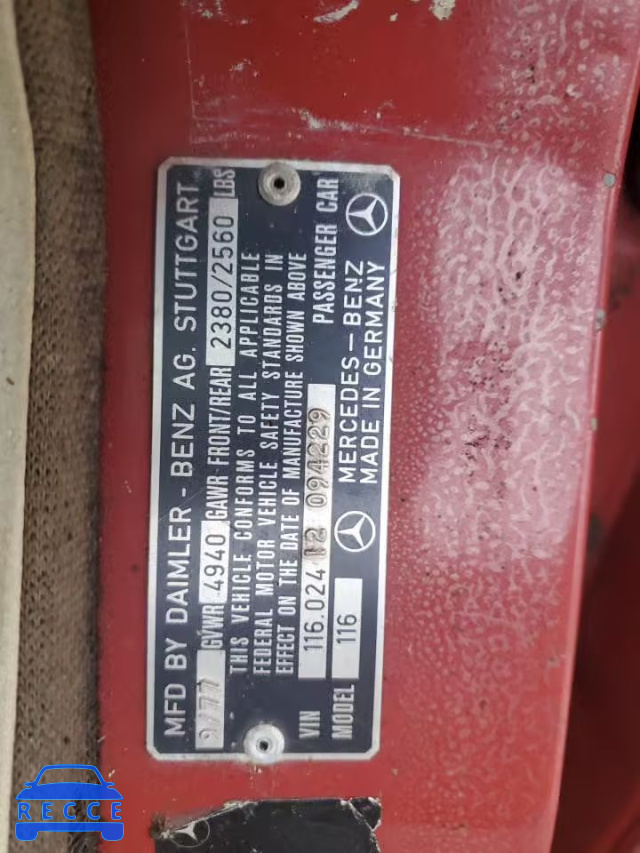 MFD BY DAIMLER-BENZ AG. STUTTGART
9/77 GVWR 4940 GAWR-FRONT/REAR 2380/2560 LBS
THIS VEHICLE CONFORMS TO ALL APPLICABLE
FEDERAL MOTOR VEHICLE SAFETY STANDARDS IN
EFFECT ON THE DATE OF MANUFACTURE SHOWN ABOVE
VIN 116.024 12 094229 PASSENGER CAR
MODEL 116 MERCEDES-BENZ
MADE IN GERMANY
RECCE